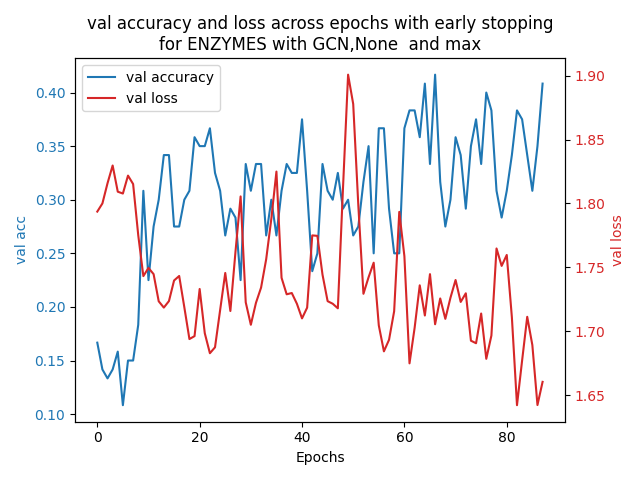 val accuracy and loss across epochs with early stopping
for ENZYMES with GCN,None  and max
val accuracy
val loss
0.40
0.35
0.30
0.25
0.20
0.15
0.10
val acc
1.90
1.85
1.80
1.75
1.70
1.65
val loss
0 20 40 60 80
Epochs